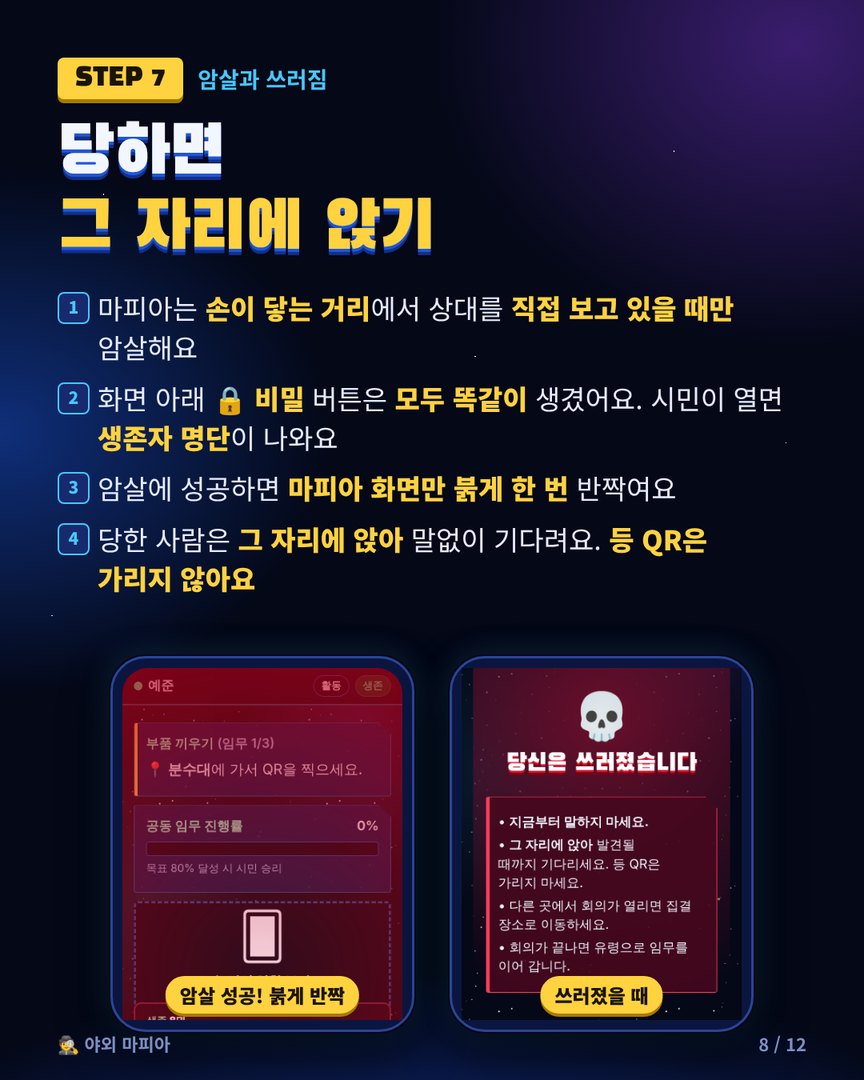 STEP 7 암살과 쓰러짐
당하면
그 자리에 앉기
1 마피아는 손이 닿는 거리에서 상대를 직접 보고 있을 때만
암살해요
2 화면 아래 🔒 비밀 버튼은 모두 똑같이 생겼어요. 시민이 열면
생존자 명단이 나와요
3 암살에 성공하면 마피아 화면만 붉게 한 번 반짝여요
4 당한 사람은 그 자리에 앉아 말없이 기다려요. 등 QR은
가리지 않아요
예준 활동 생존
부품 끼우기 (임무 1/3)
📍 분수대에 가서 QR을 찍으세요.
공동 임무 진행률 0%
목표 80% 달성 시 시민 승리
암살 성공! 붉게 반짝
💀
당신은 쓰러졌습니다
• 지금부터 말하지 마세요.
• 그 자리에 앉아 발견될
때까지 기다리세요. 등 QR은
가리지 마세요.
• 다른 곳에서 회의가 열리면 집결
장소로 이동하세요.
• 회의가 끝나면 유령으로 임무를
이어 갑니다.
쓰러졌을 때
🕵️ 야외 마피아
8 / 12